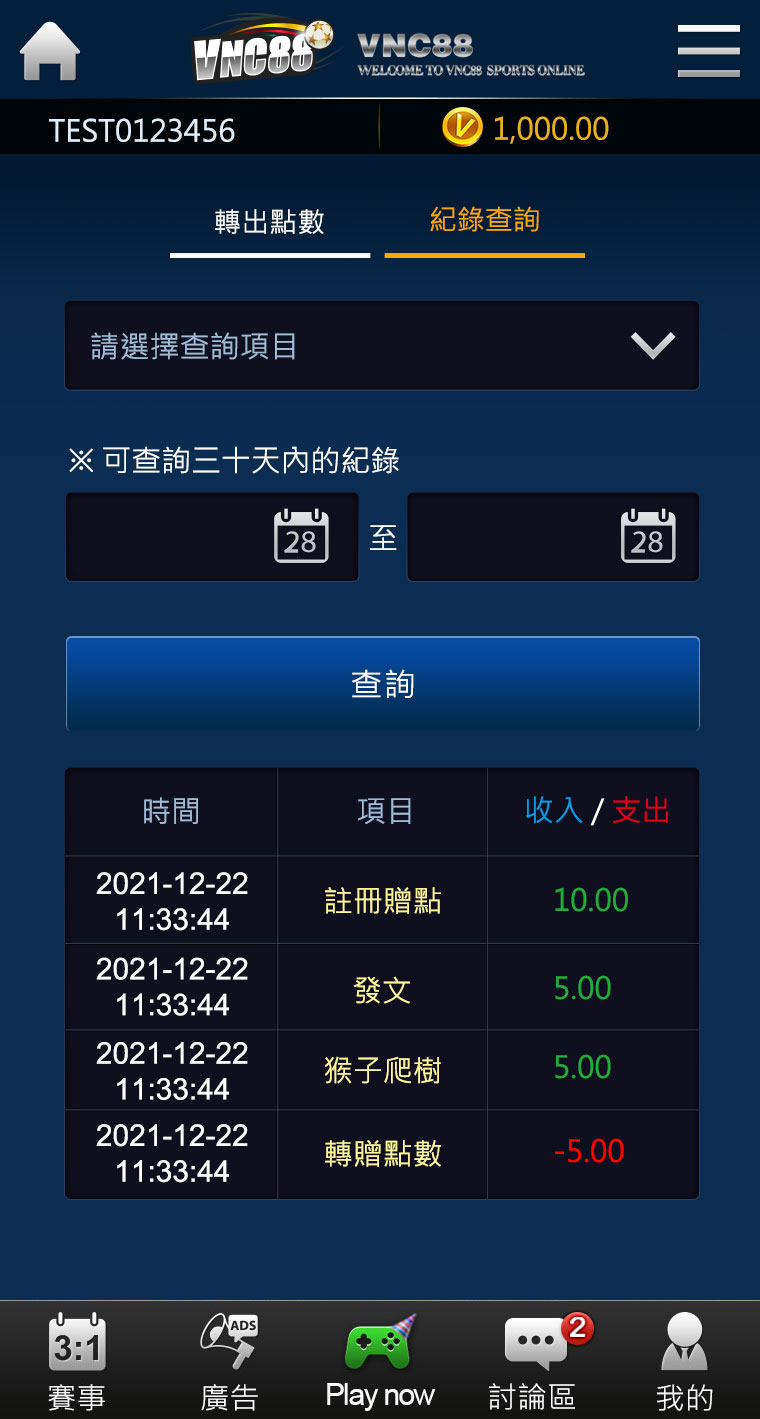 VNC88
VNC88
WELCOME TO VNC88 SPORTS ONLINE
TEST0123456
1,000.00
轉出點數
紀錄查詢
請選擇查詢項目
※ 可查詢三十天內的紀錄
28
至
28
查詢
時間
項目
收入 / 支出
2021-12-22
11:33:44
註冊贈點
10.00
2021-12-22
11:33:44
發文
5.00
2021-12-22
11:33:44
猴子爬樹
5.00
2021-12-22
11:33:44
轉贈點數
-5.00
3:1
賽事
ADS
廣告
Play now
2
討論區
我的